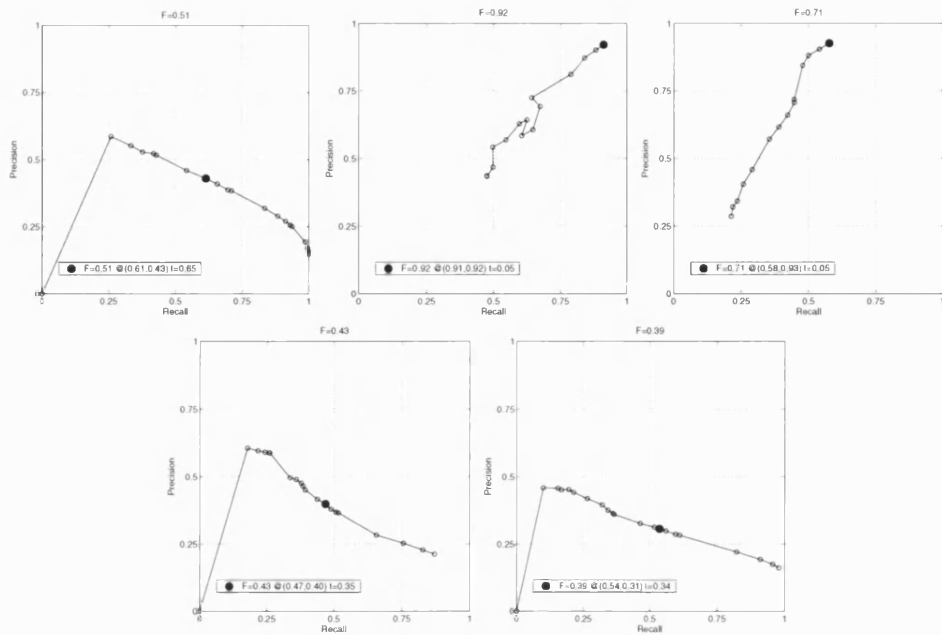 F=0.51
1
0.75
Precision
0.5
0.25
0
F=0.51 @(0.61,0.43) t=0.65
0 0.25 0.5 0.75 1
Recall
F=0.92
1
0.75
Precision
0.5
0.25
0
F=0.92 @(0.91,0.92) t=0.05
0 0.25 0.5 0.75 1
Recall
F=0.71
1
0.75
Precision
0.5
0.25
0
F=0.71 @(0.58,0.93) t=0.05
0 0.25 0.5 0.75 1
Recall
F=0.43
1
0.75
Precision
0.5
0.25
0
F=0.43 @(0.47,0.40) t=0.35
0 0.25 0.5 0.75 1
Recall
F=0.39
1
0.75
Precision
0.5
0.25
0
F=0.39 @(0.54,0.31) t=0.34
0 0.25 0.5 0.75 1
Recall